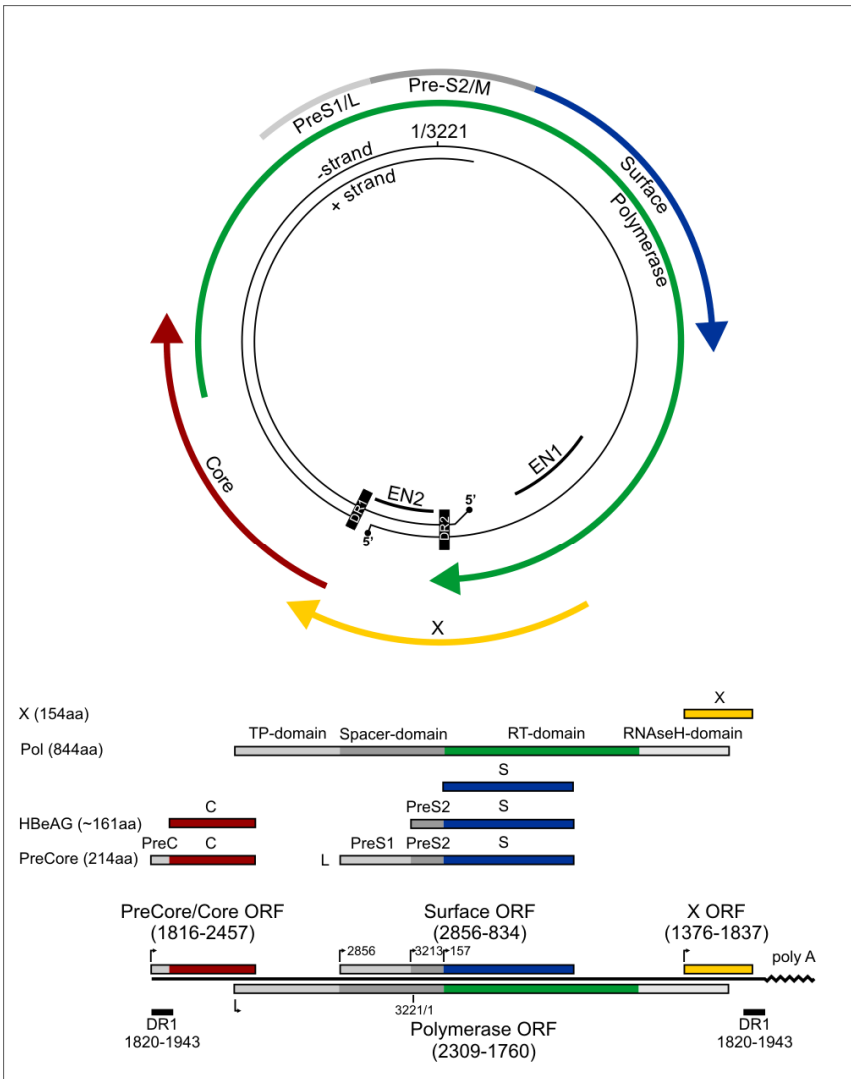 PreS1/L
Pre-S2/M
Surface
Polymerase
1/3221
-strand
+ strand
Core
EN1
EN2
DR1
DR2
5'
5'
X
X
X (154aa)
TP-domain Spacer-domain RT-domain RNAseH-domain
Pol (844aa)
S
C PreS2 S
HBeAG (~161aa)
PreC C PreS1 PreS2 S
PreCore (214aa) L
PreCore/Core ORF Surface ORF X ORF
(1816-2457) (2856-834) (1376-1837)
2856 3213 157 poly A
3221/1
DR1 Polymerase ORF DR1
1820-1943 (2309-1760) 1820-1943